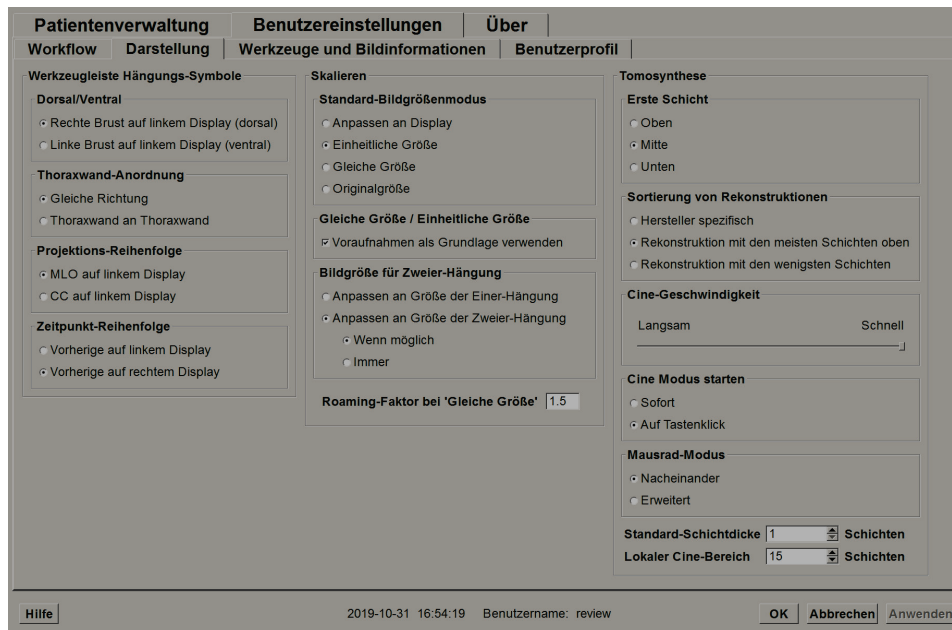 Patientenverwaltung Benutzereinstellungen Über
Workflow Darstellung Werkzeuge und Bildinformationen Benutzerprofil
Werkzeugleiste Hängungs-Symbole
Dorsal/Ventral
Rechte Brust auf linkem Display (dorsal)
Linke Brust auf linkem Display (ventral)
Thoraxwand-Anordnung
Gleiche Richtung
Thoraxwand an Thoraxwand
Projektions-Reihenfolge
MLO auf linkem Display
CC auf linkem Display
Zeitpunkt-Reihenfolge
Vorherige auf linkem Display
Vorherige auf rechtem Display
Skalieren
Standard-Bildgrößenmodus
Anpassen an Display
Einheitliche Größe
Gleiche Größe
Originalgröße
Gleiche Größe / Einheitliche Größe
Voraufnahmen als Grundlage verwenden
Bildgröße für Zweier-Hängung
Anpassen an Größe der Einer-Hängung
Anpassen an Größe der Zweier-Hängung
Wenn möglich
Immer
Roaming-Faktor bei 'Gleiche Größe' 1.5
Tomosynthese
Erste Schicht
Oben
Mitte
Unten
Sortierung von Rekonstruktionen
Hersteller spezifisch
Rekonstruktion mit den meisten Schichten oben
Rekonstruktion mit den wenigsten Schichten
Cine-Geschwindigkeit
Langsam Schnell
Cine Modus starten
Sofort
Auf Tastenklick
Mausrad-Modus
Nacheinander
Erweitert
Standard-Schichtdicke 1 Schichten
Lokaler Cine-Bereich 15 Schichten
Hilfe 2019-10-31 16:54:19 Benutzername: review OK Abbrechen Anwenden